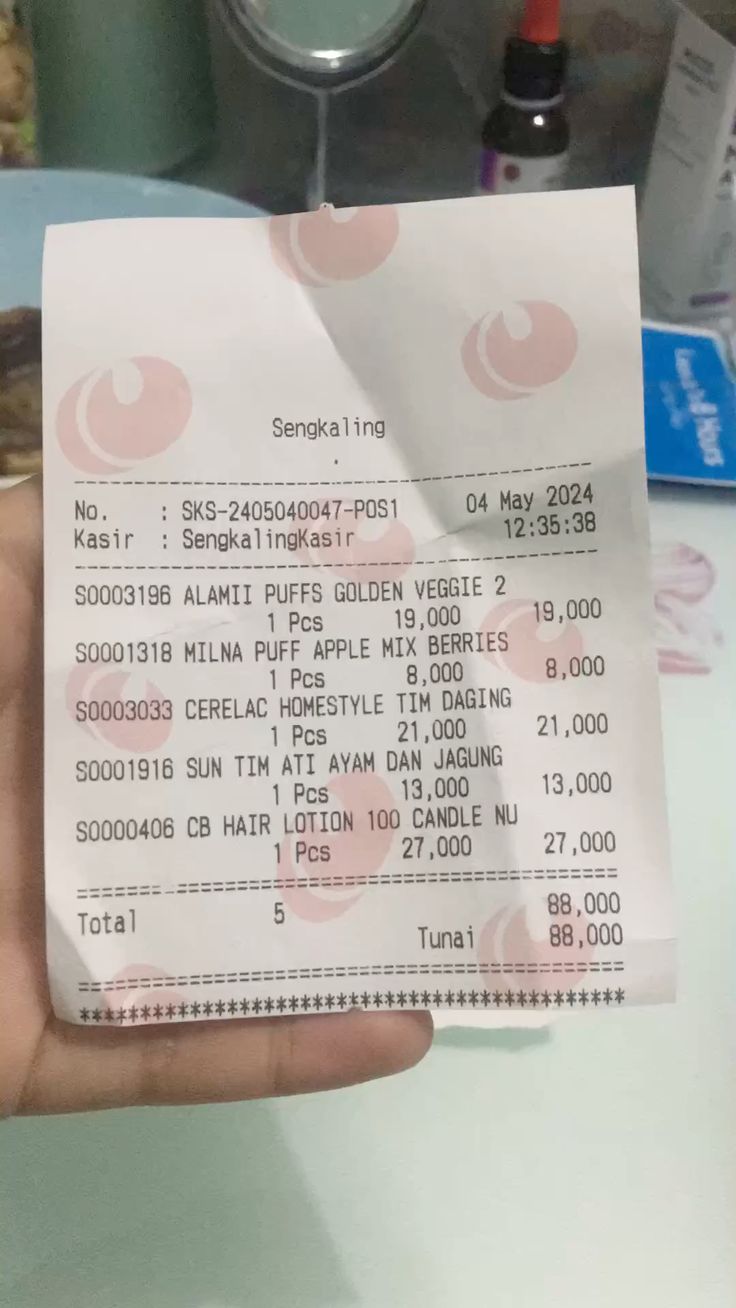 Sengkaling
.
------------------------------------------
No. : SKS-2405040047-POS1 04 May 2024
Kasir : SengkalingKasir 12:35:38
------------------------------------------
S0003196 ALAMII PUFFS GOLDEN VEGGIE 2
1 Pcs 19,000 19,000
S0001318 MILNA PUFF APPLE MIX BERRIES
1 Pcs 8,000 8,000
S0003033 CERELAC HOMESTYLE TIM DAGING
1 Pcs 21,000 21,000
S0001916 SUN TIM ATI AYAM DAN JAGUNG
1 Pcs 13,000 13,000
S0000406 CB HAIR LOTION 100 CANDLE NU
1 Pcs 27,000 27,000
==========================================
Total 5 88,000
Tunai 88,000
==========================================
******************************************